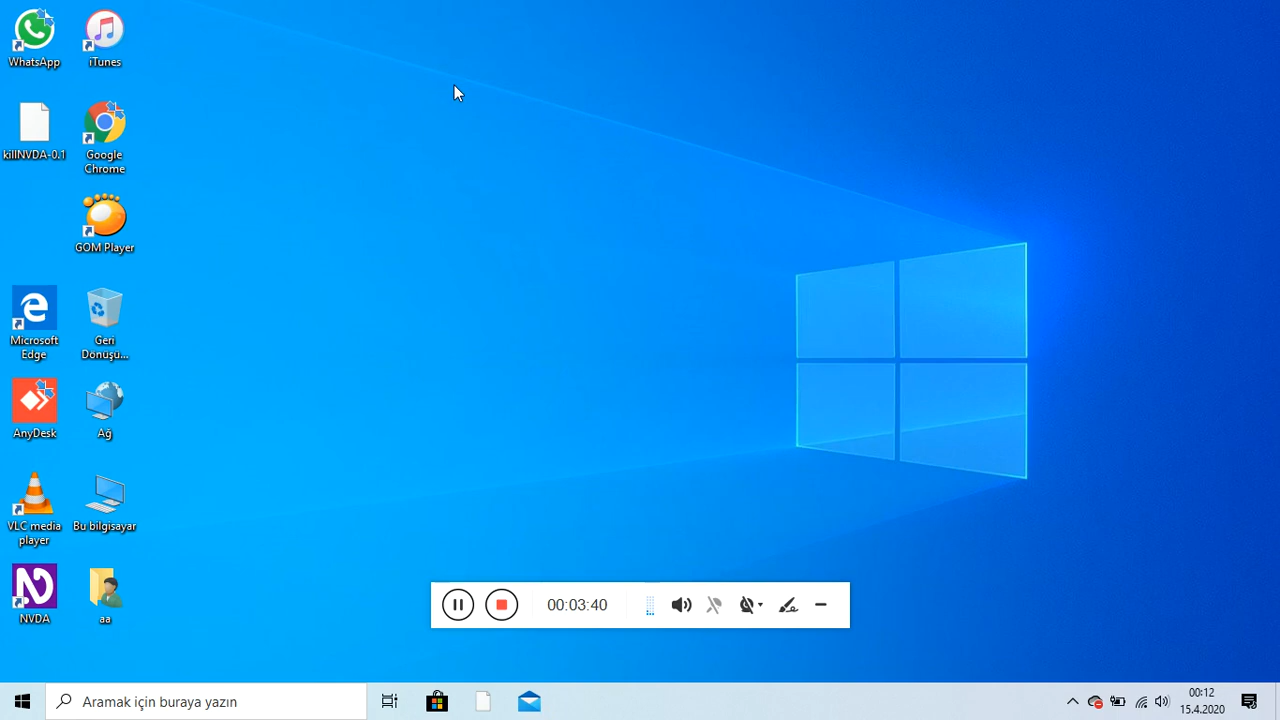 WhatsApp
iTunes
killNVDA-0.1
Google
Chrome
GOM Player
Microsoft
Edge
Geri
Dönüşü...
AnyDesk
Ağ
VLC media
player
Bu bilgisayar
NVDA
aa
00:03:40
Aramak için buraya yazın
00:12
15.4.2020